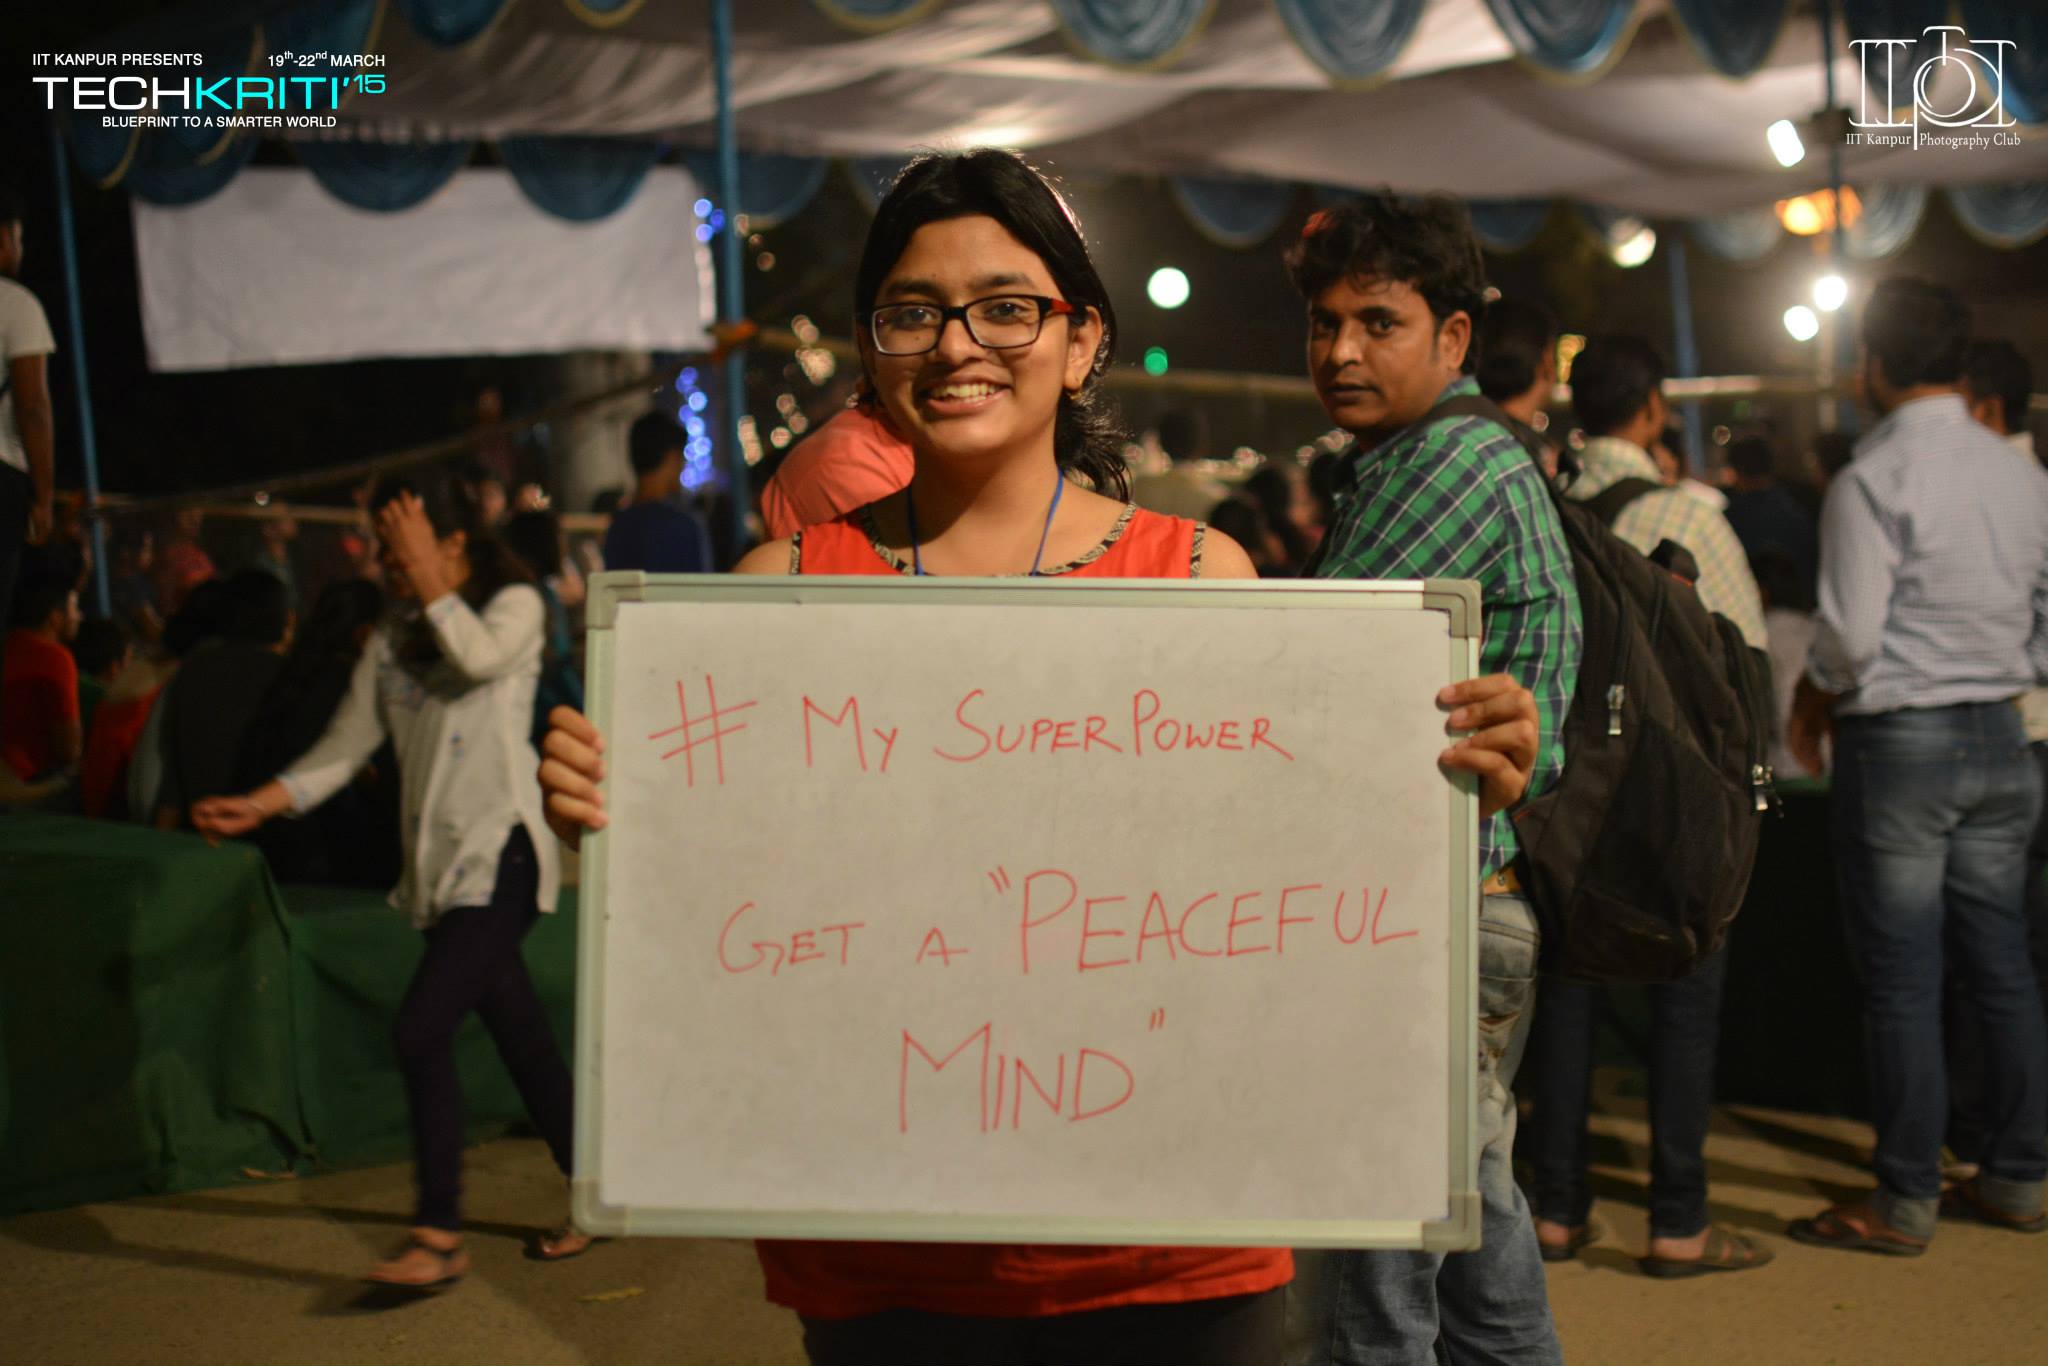 IIT KANPUR PRESENTS 19th-22nd MARCH
TECHKRITI'15
BLUEPRINT TO A SMARTER WORLD
IIT Kanpur Photography Club
# MY SUPERPOWER
GET A "PEACEFUL
MIND"